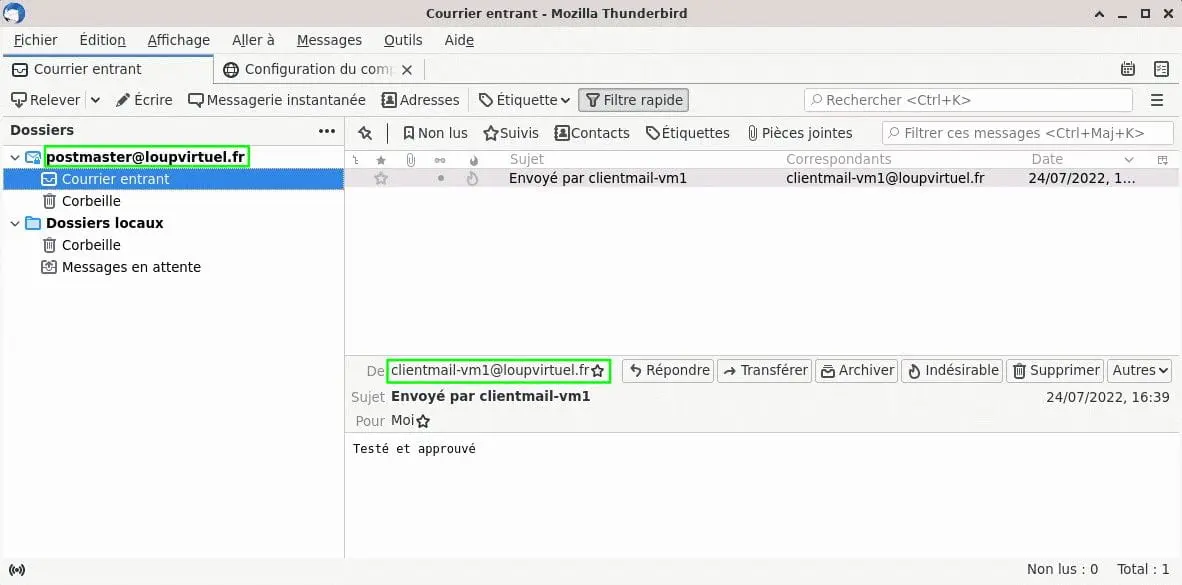 Courrier entrant - Mozilla Thunderbird
Fichier Édition Affichage Aller à Messages Outils Aide
Courrier entrant Configuration du com
Relever Écrire Messagerie instantanée Adresses Étiquette Filtre rapide Rechercher <Ctrl+K>
Dossiers Non lus Suivis Contacts Étiquettes Pièces jointes Filtrer ces messages <Ctrl+Maj+K>
postmaster@loupvirtuel.fr
Courrier entrant
Corbeille
Dossiers locaux
Corbeille
Messages en attente
Sujet Correspondants Date
Envoyé par clientmail-vm1 clientmail-vm1@loupvirtuel.fr 24/07/2022, 1...
De clientmail-vm1@loupvirtuel.fr Répondre Transférer Archiver Indésirable Supprimer Autres
Sujet Envoyé par clientmail-vm1 24/07/2022, 16:39
Pour Moi
Testé et approuvé
Non lus : 0 Total : 1